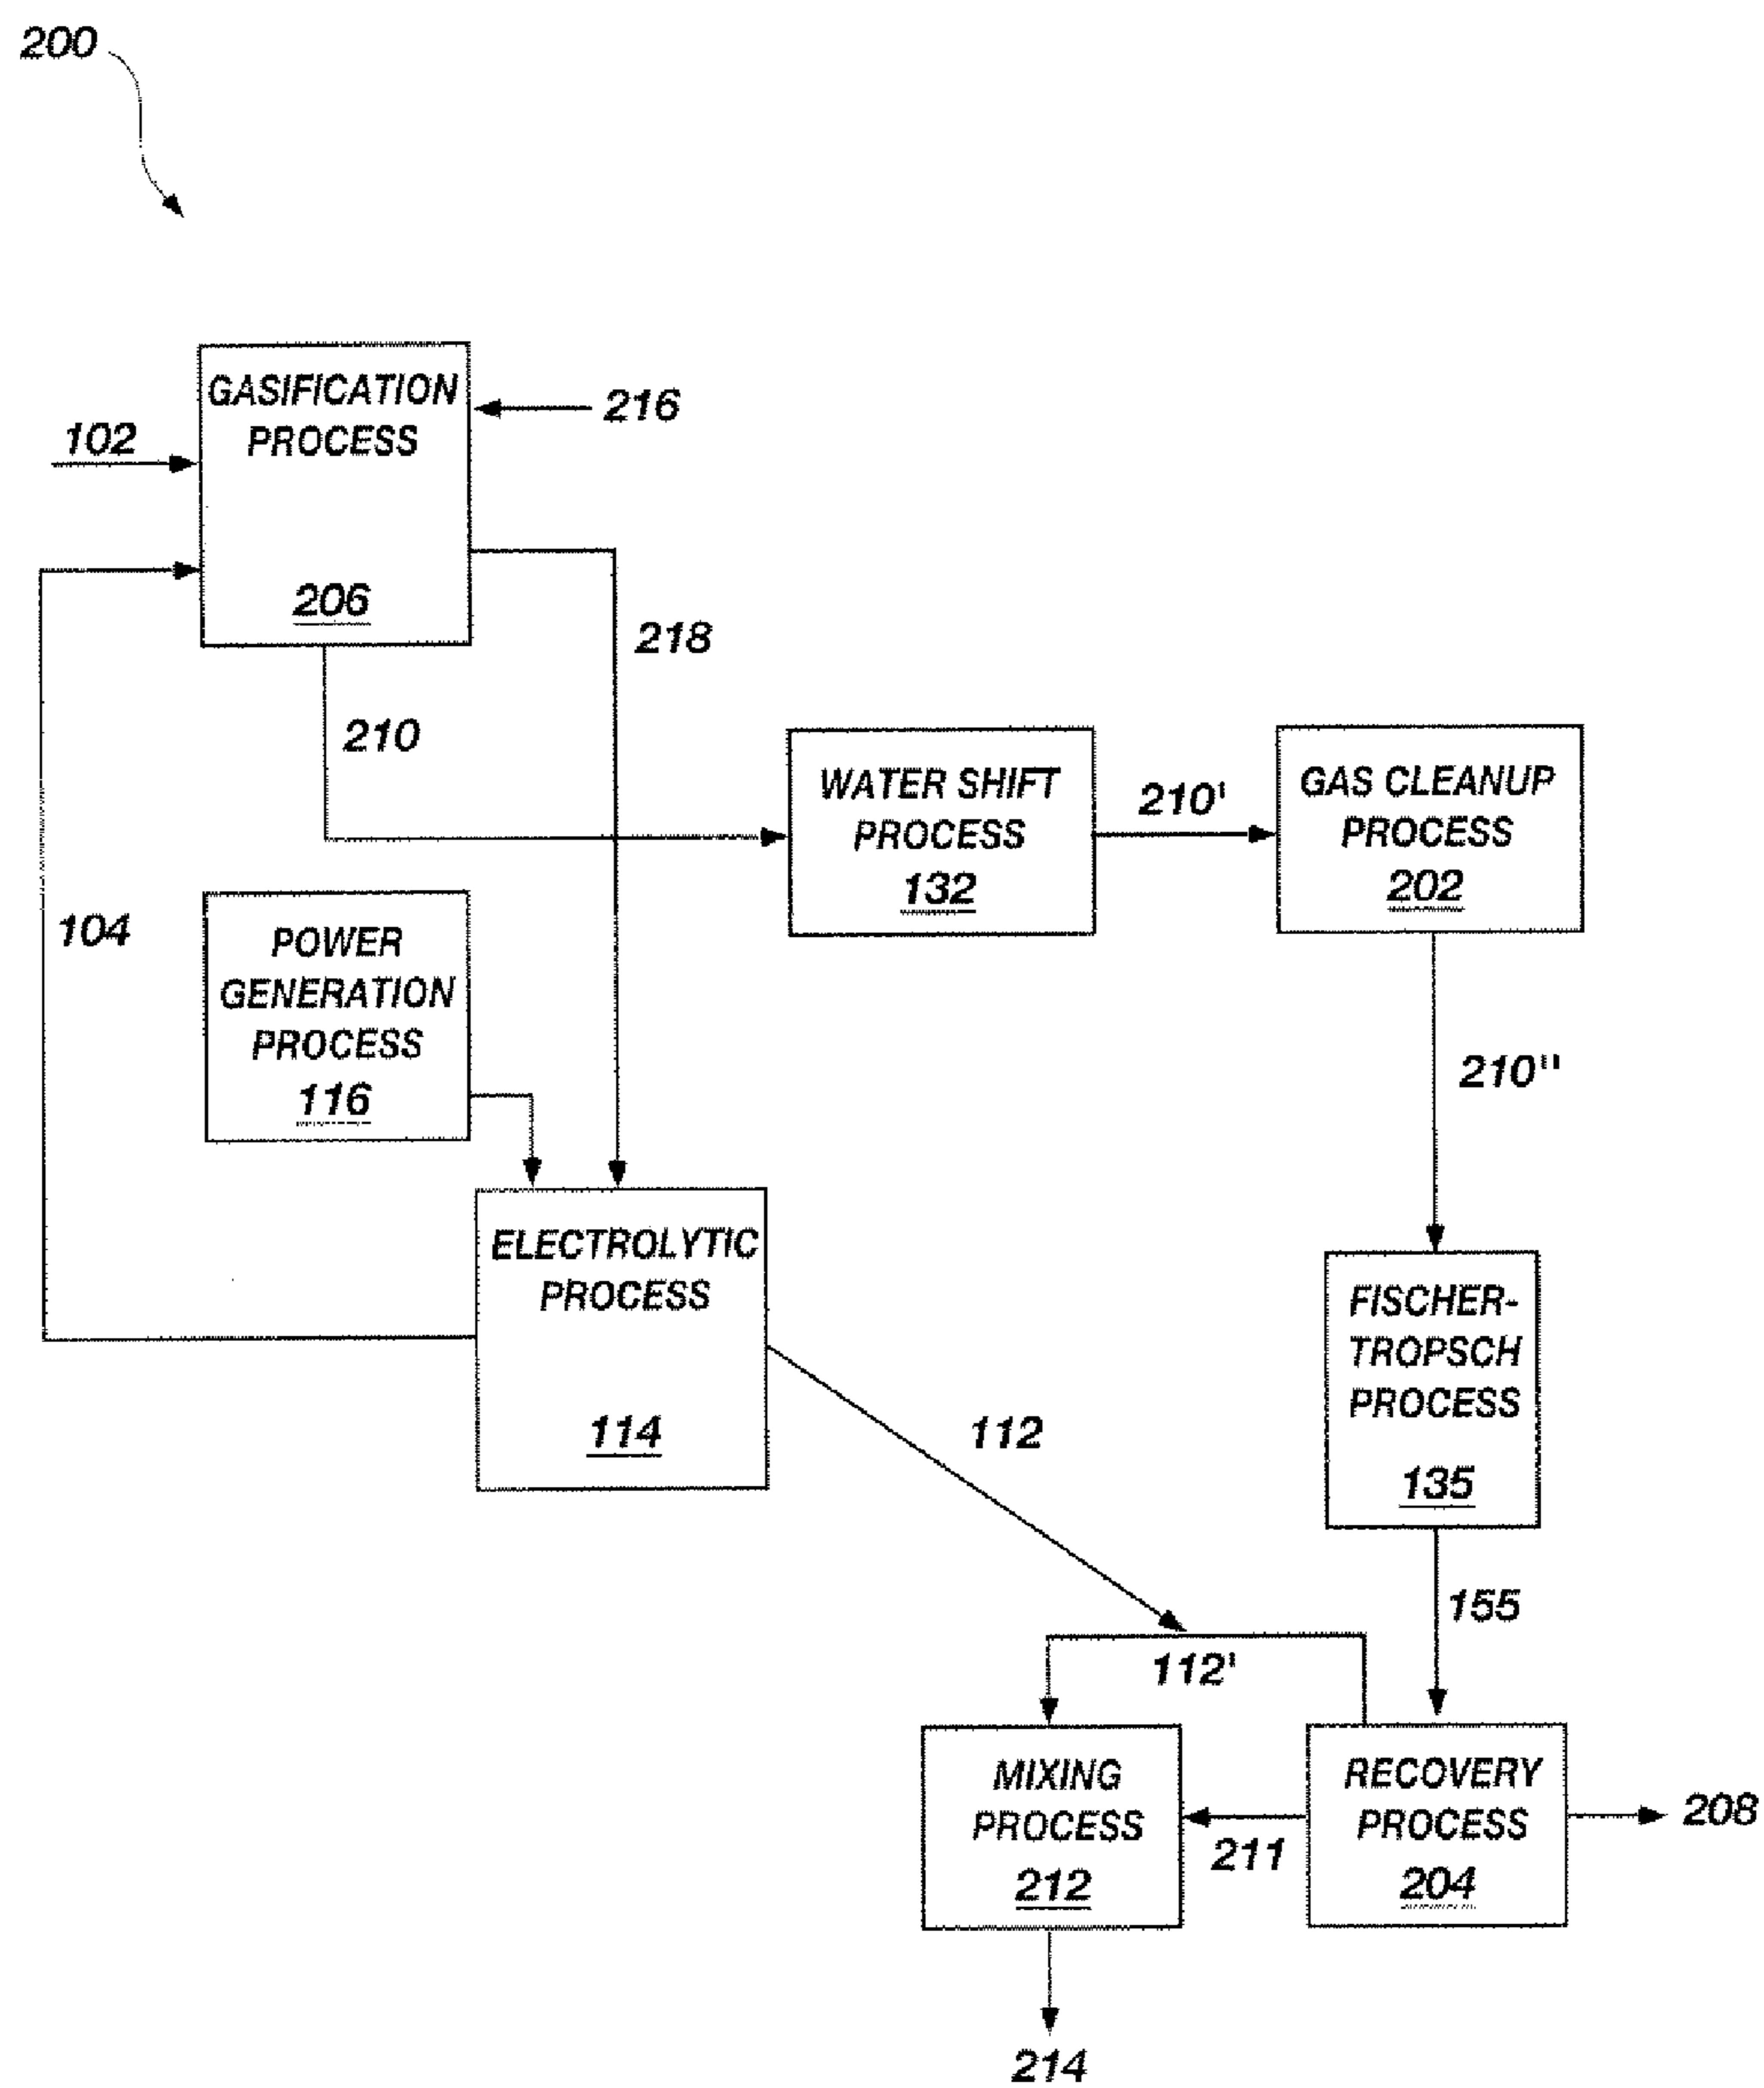 200
GASIFICATION
PROCESS
206
216
102
218
210
WATER SHIFT
PROCESS
132
210'
GAS CLEANUP
PROCESS
202
104
POWER
GENERATION
PROCESS
116
210"
ELECTROLYTIC
PROCESS
114
FISCHER-
TROPSCH
PROCESS
135
112
155
112'
MIXING
PROCESS
212
211
RECOVERY
PROCESS
204
208
214